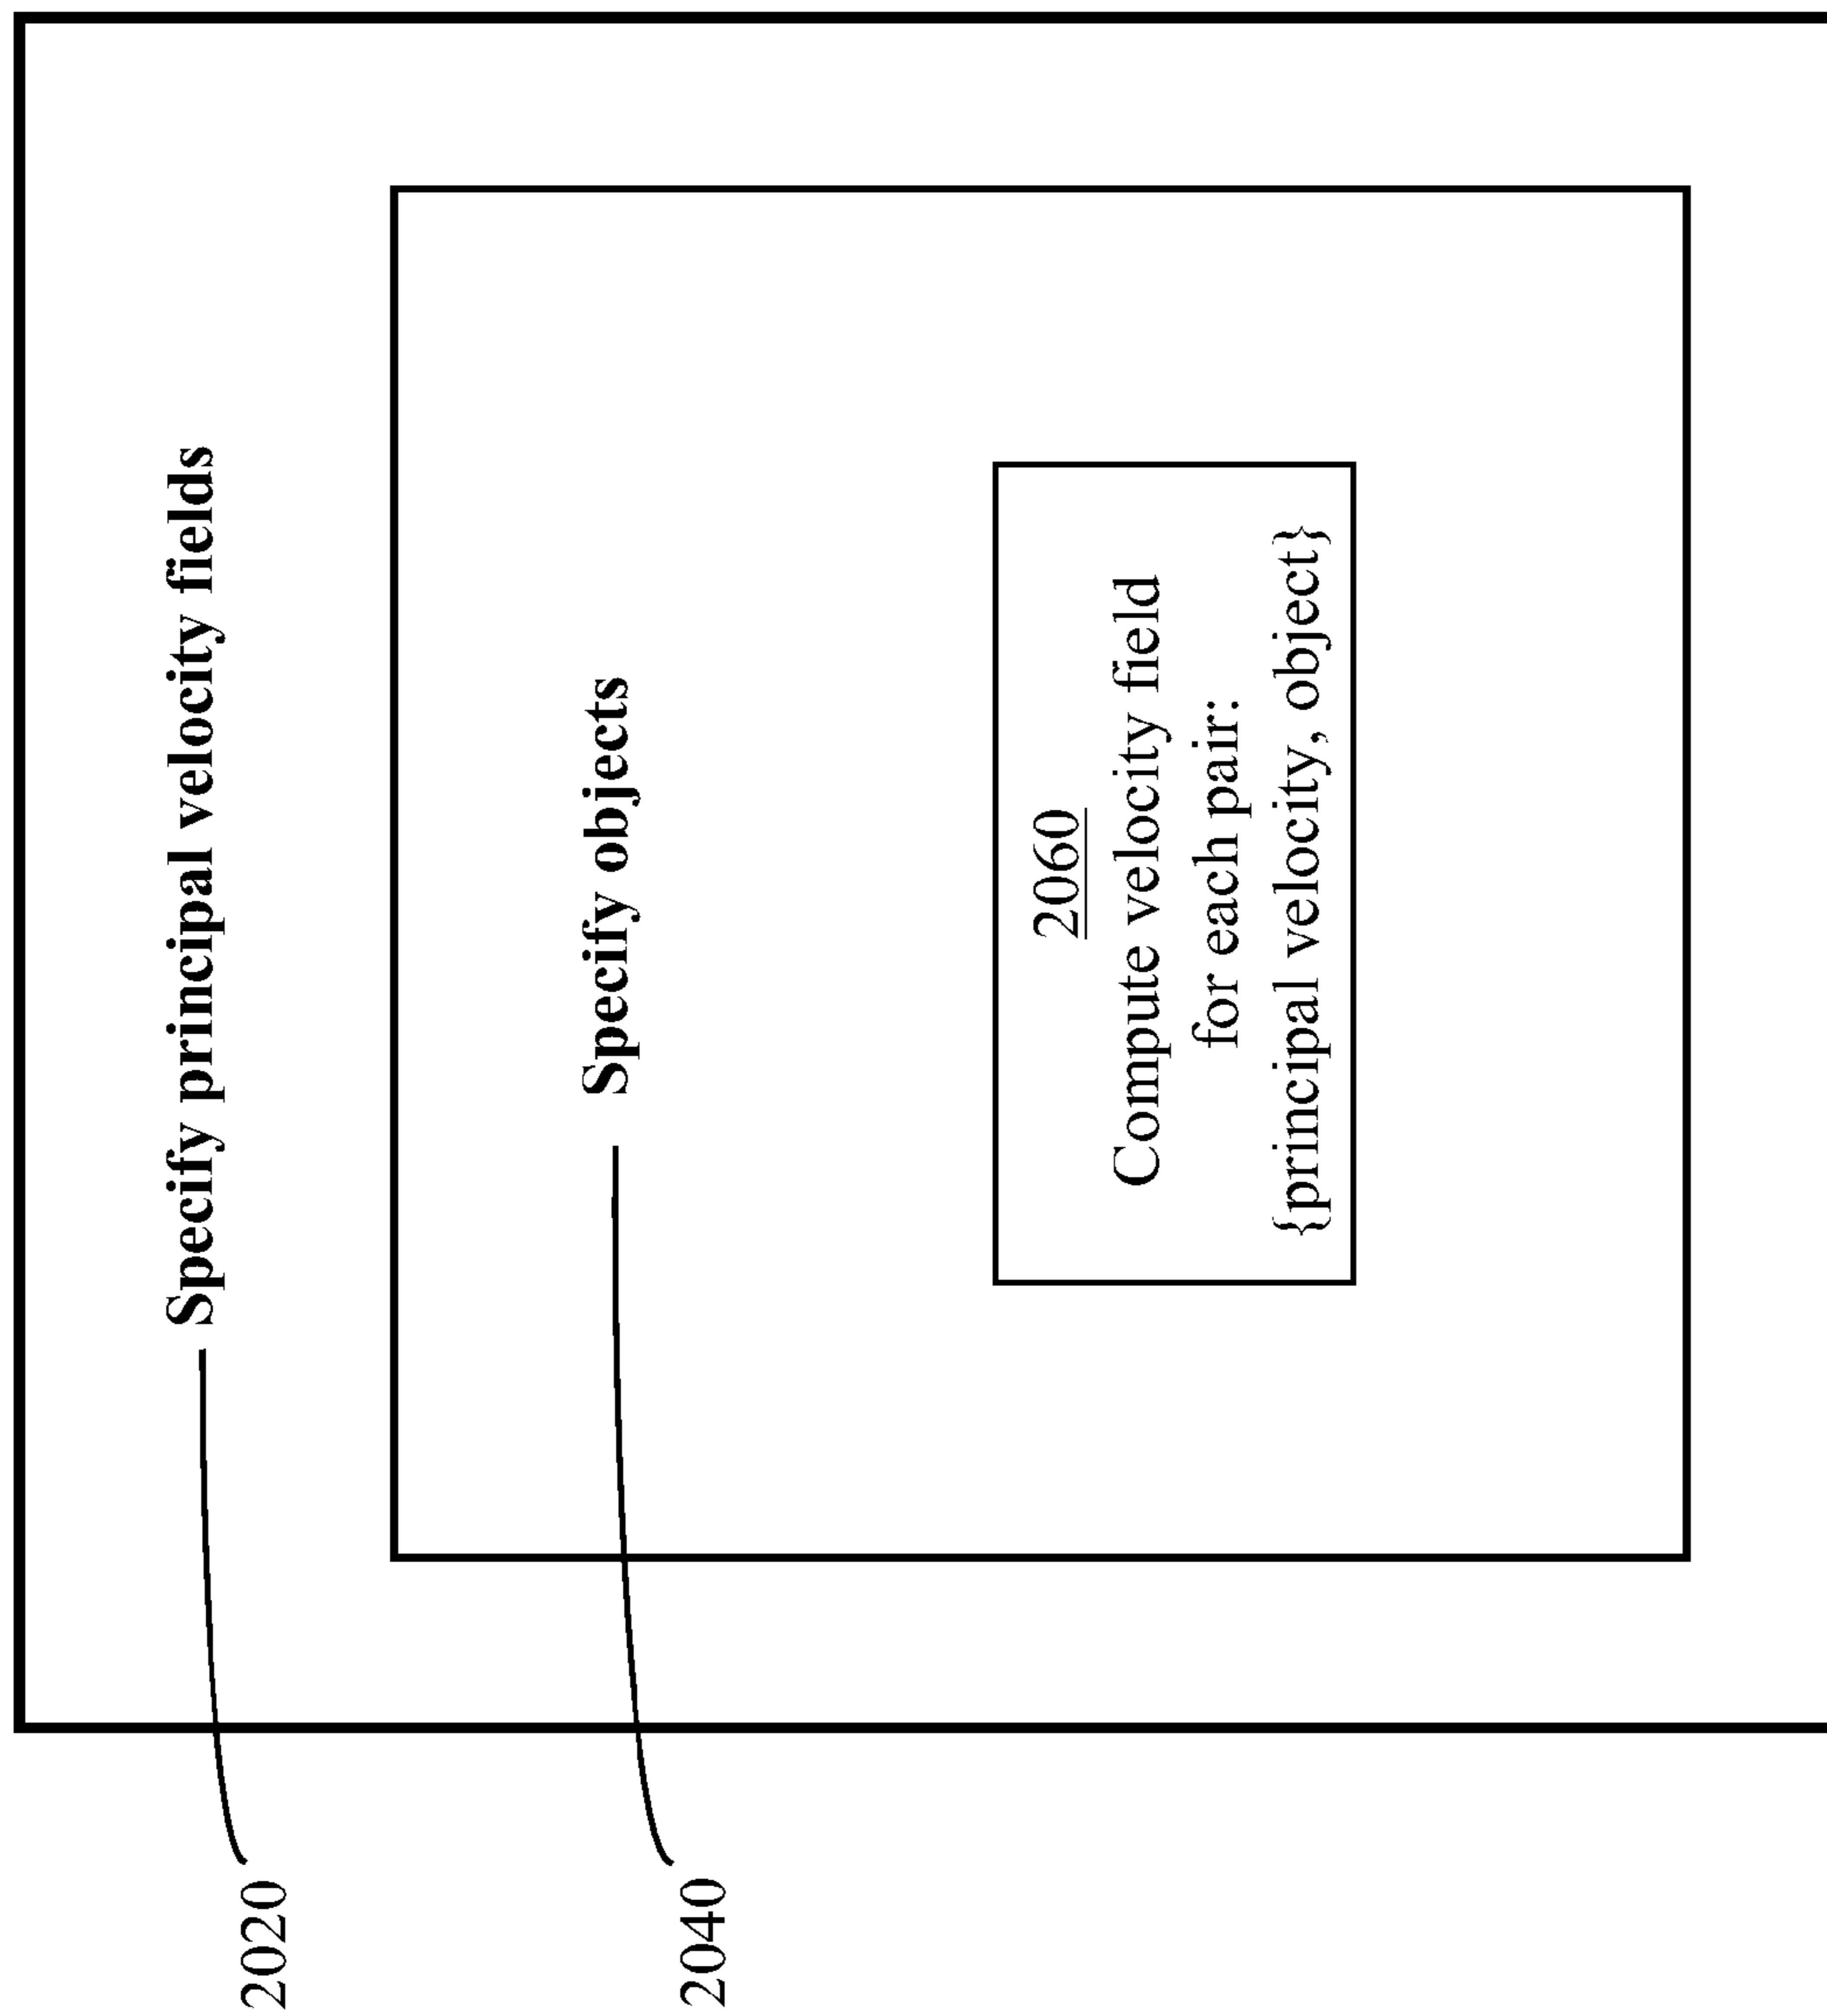 2020
Specify principal velocity fields
2040
Specify objects
2060
Compute velocity field
for each pair:
{principal velocity, object}